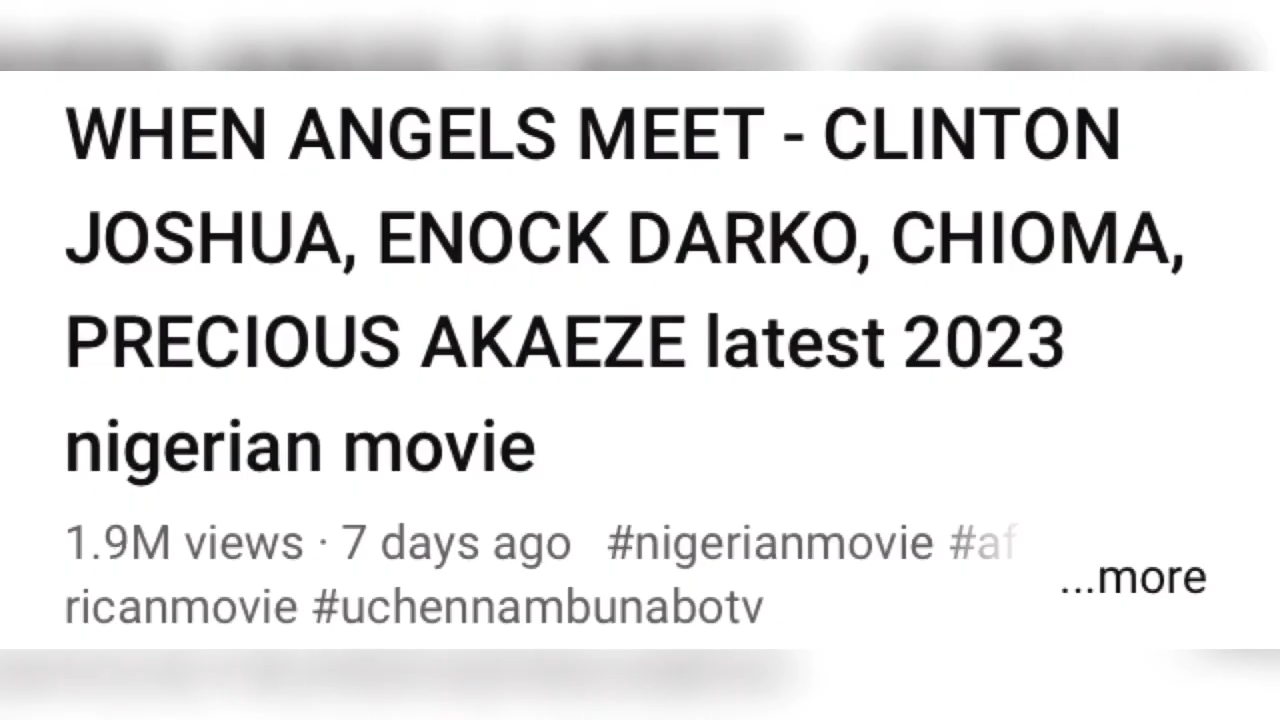 WHEN ANGELS MEET - CLINTON
JOSHUA, ENOCK DARKO, CHIOMA,
PRECIOUS AKAEZE latest 2023
nigerian movie
1.9M views · 7 days ago #nigerianmovie #af
ricanmovie #uchennambunabotv
...more